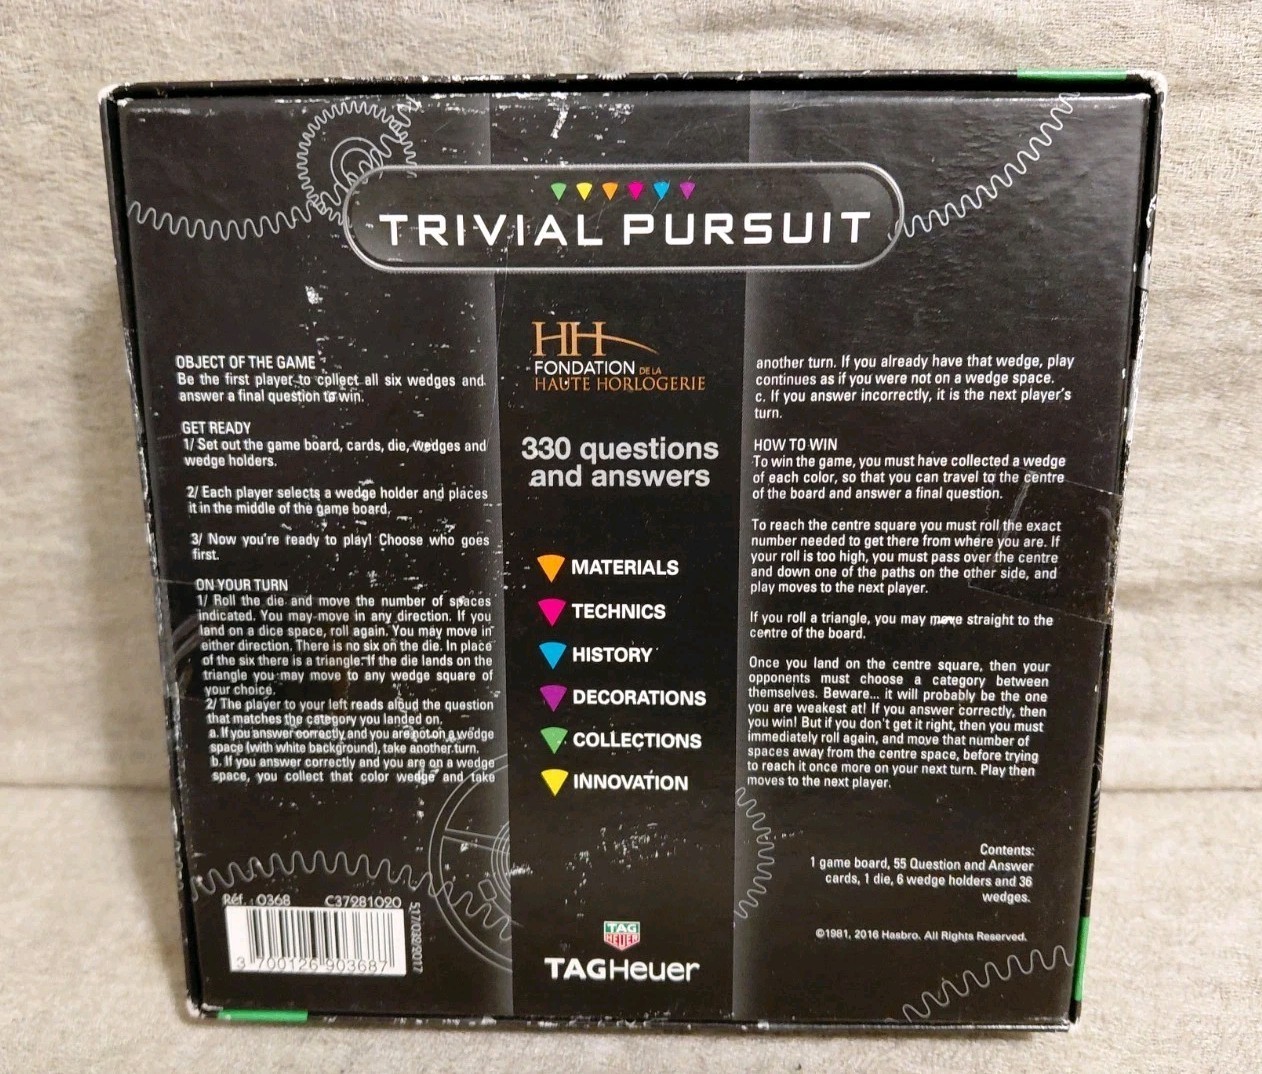 TRIVIAL PURSUIT
OBJECT OF THE GAME
Be the first player to collect all six wedges and
answer a final question to win.
GET READY
1/ Set out the game board, cards, die, wedges and
wedge holders.
2/ Each player selects a wedge holder and places
it in the middle of the game board.
3/ Now you're ready to play! Choose who goes
first.
ON YOUR TURN
1/ Roll the die and move the number of spaces
indicated. You may move in any direction. If you
land on a dice space, roll again. You may move in
either direction. There is no six on the die. In place
of the six there is a triangle. If the die lands on the
triangle you may move to any wedge square of
your choice.
2/ The player to your left reads aloud the question
that matches the category you landed on.
a. If you answer correctly and you are not on a wedge
space (with white background), take another turn.
b. If you answer correctly and you are on a wedge
space, you collect that color wedge and take
Réf. : 0368 C37281020
517/039/2017
3 700126 903687
HH
FONDATION DE LA
HAUTE HORLOGERIE
330 questions
and answers
MATERIALS
TECHNICS
HISTORY
DECORATIONS
COLLECTIONS
INNOVATION
TAG
HEUER
TAGHeuer
another turn. If you already have that wedge, play
continues as if you were not on a wedge space.
c. If you answer incorrectly, it is the next player's
turn.
HOW TO WIN
To win the game, you must have collected a wedge
of each color, so that you can travel to the centre
of the board and answer a final question.
To reach the centre square you must roll the exact
number needed to get there from where you are. If
your roll is too high, you must pass over the centre
and down one of the paths on the other side, and
play moves to the next player.
If you roll a triangle, you may move straight to the
centre of the board.
Once you land on the centre square, then your
opponents must choose a category between
themselves. Beware... it will probably be the one
you are weakest at! If you answer correctly, then
you win! But if you don't get it right, then you must
immediately roll again, and move that number of
spaces away from the centre space, before trying
to reach it once more on your next turn. Play then
moves to the next player.
Contents:
1 game board, 55 Question and Answer
cards, 1 die, 6 wedge holders and 36
wedges.
©1981, 2016 Hasbro. All Rights Reserved.